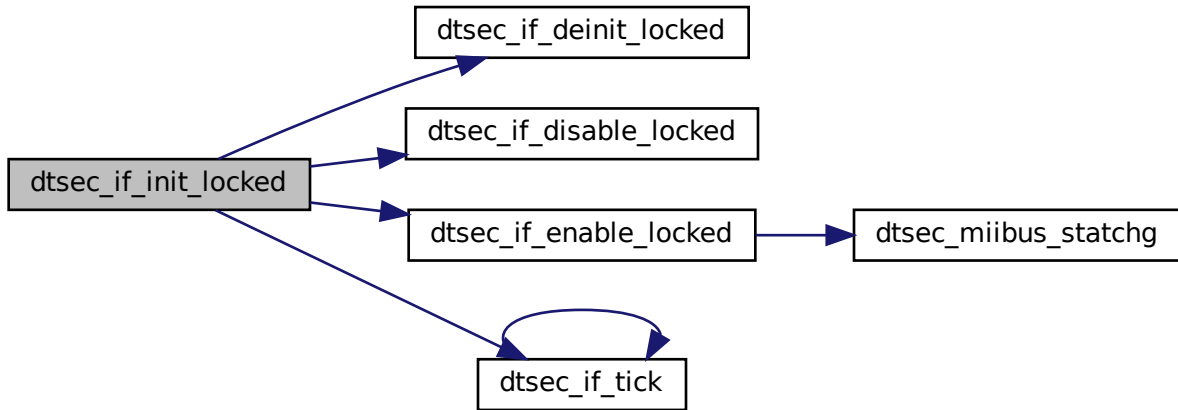 dtsec_if_deinit_locked
dtsec_if_disable_locked
dtsec_if_init_locked
dtsec_if_enable_locked
dtsec_miibus_statchg
dtsec_if_tick